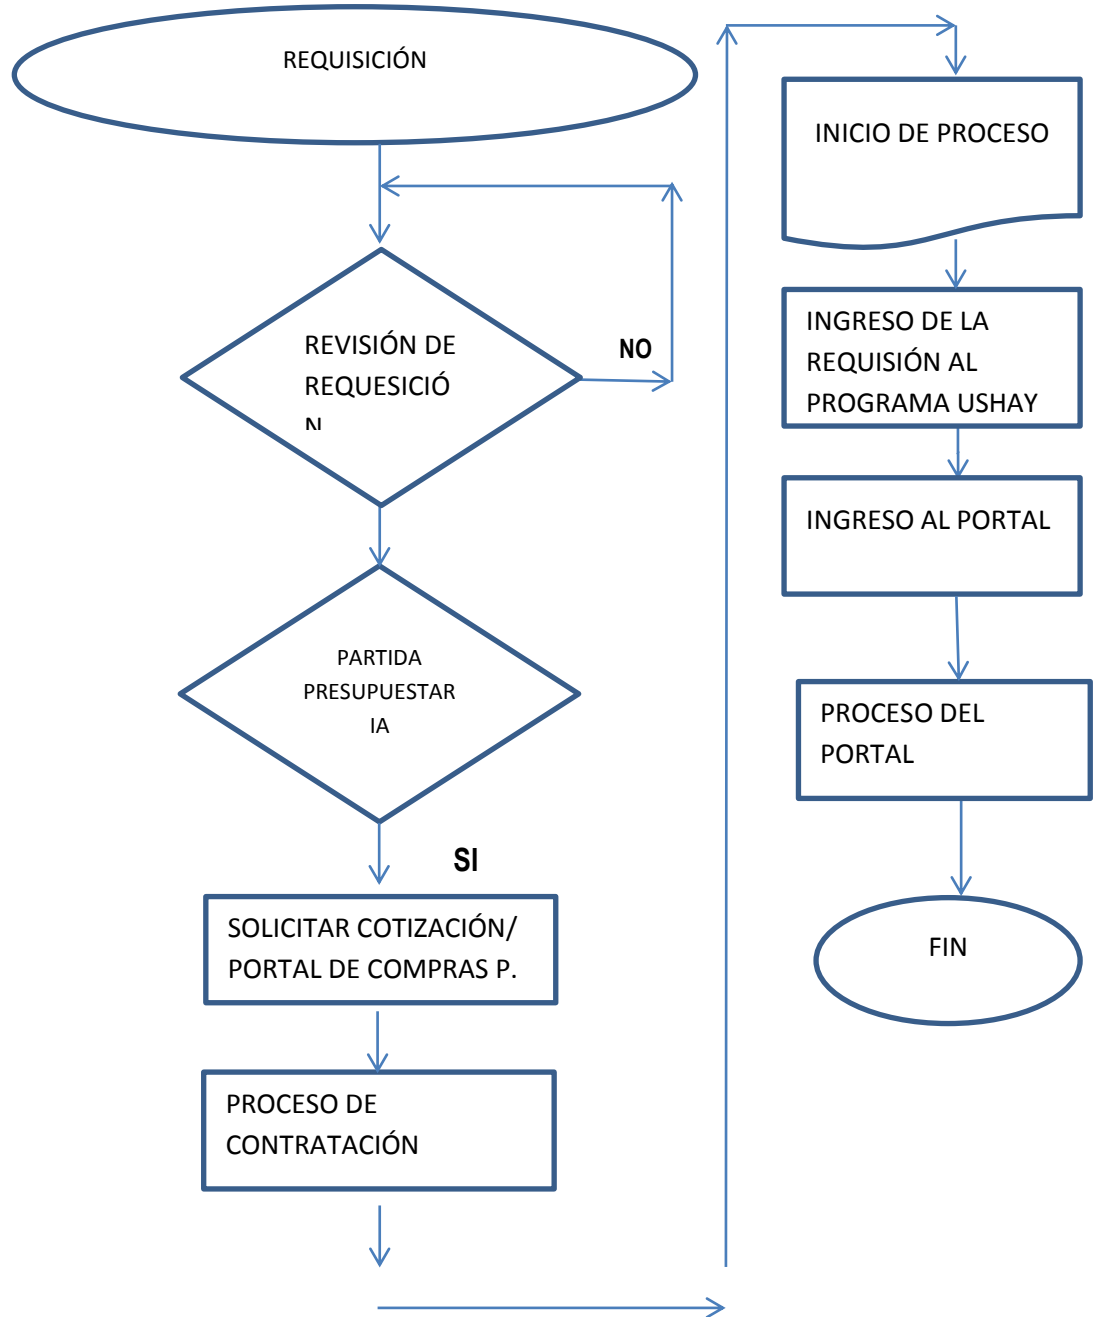 REQUISICIÓN
REVISIÓN DE
REQUESICIÓ
N
NO
PARTIDA
PRESUPUESTAR
IA
SI
SOLICITAR COTIZACIÓN/
PORTAL DE COMPRAS P.
PROCESO DE
CONTRATACIÓN
INICIO DE PROCESO
INGRESO DE LA
REQUISIÓN AL
PROGRAMA USHAY
INGRESO AL PORTAL
PROCESO DEL
PORTAL
FIN